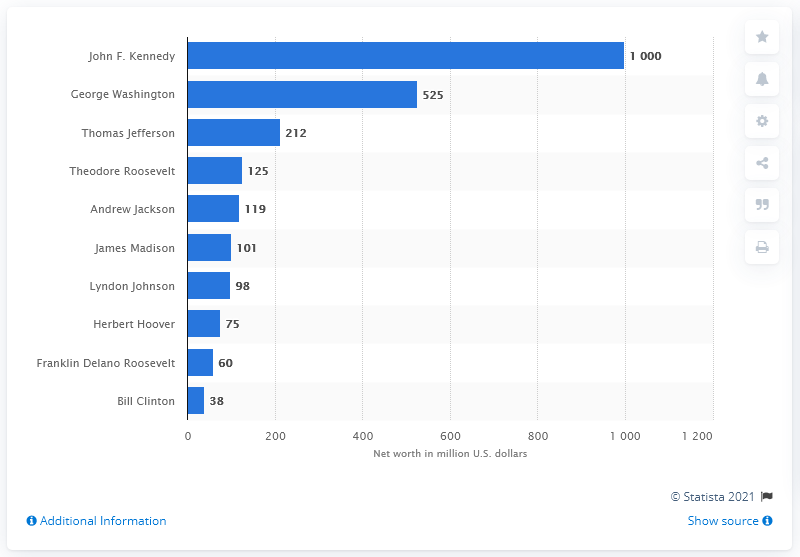 John F. Kennedy 1 000
George Washington 525
Thomas Jefferson 212
Theodore Roosevelt 125
Andrew Jackson 119
James Madison 101
Lyndon Johnson 98
Herbert Hoover 75
Franklin Delano Roosevelt 60
Bill Clinton 38
0 200 400 600 800 1 000 1 200
Net worth in million U.S. dollars
© Statista 2021
Additional Information Show source